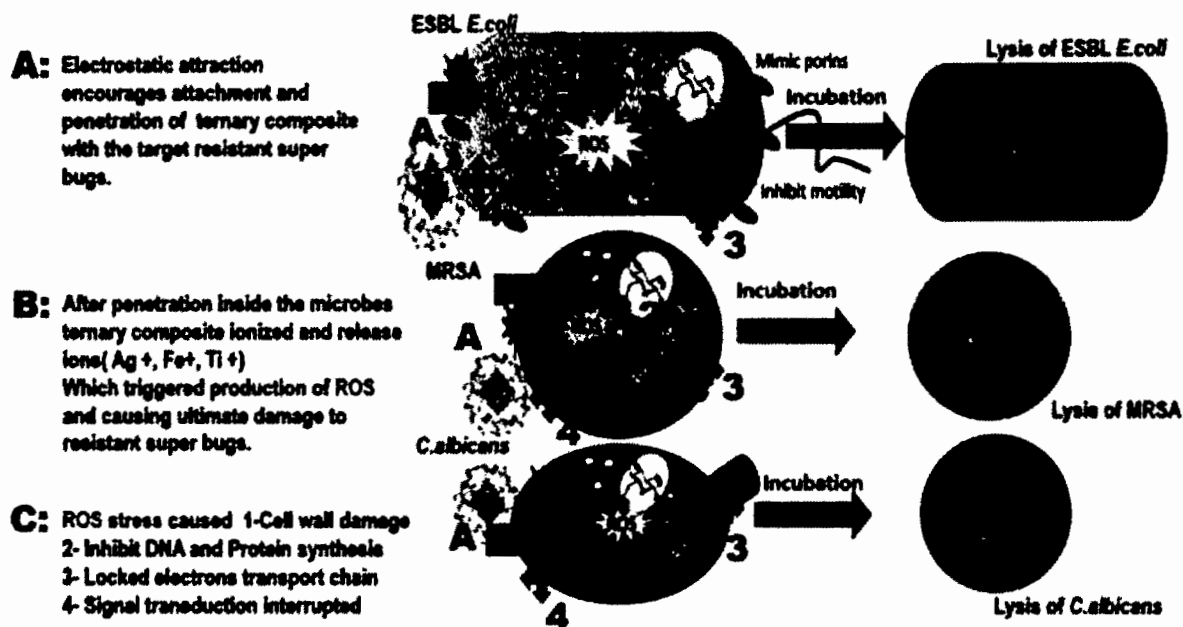 ESBL E.coli
A: Electrostatic attraction
encourages attachment and
penetration of ternary composite
with the target resistant super
bugs.
A
ROS
Mimic porins
Incubation
Inhibit motility
3
Lysis of ESBL E.coli
B: After penetration inside the microbes
ternary composite ionized and release
ions( Ag +, Fe+, Ti +)
Which triggered production of ROS
and causing ultimate damage to
resistant super bugs.
MRSA
A
ROS
3
4
Incubation
Lysis of MRSA
C: ROS stress caused 1-Cell wall damage
2- Inhibit DNA and Protein synthesis
3- Locked electrons transport chain
4- Signal transduction interrupted
C.albicans
A
ROS
3
4
Incubation
Lysis of C.albicans